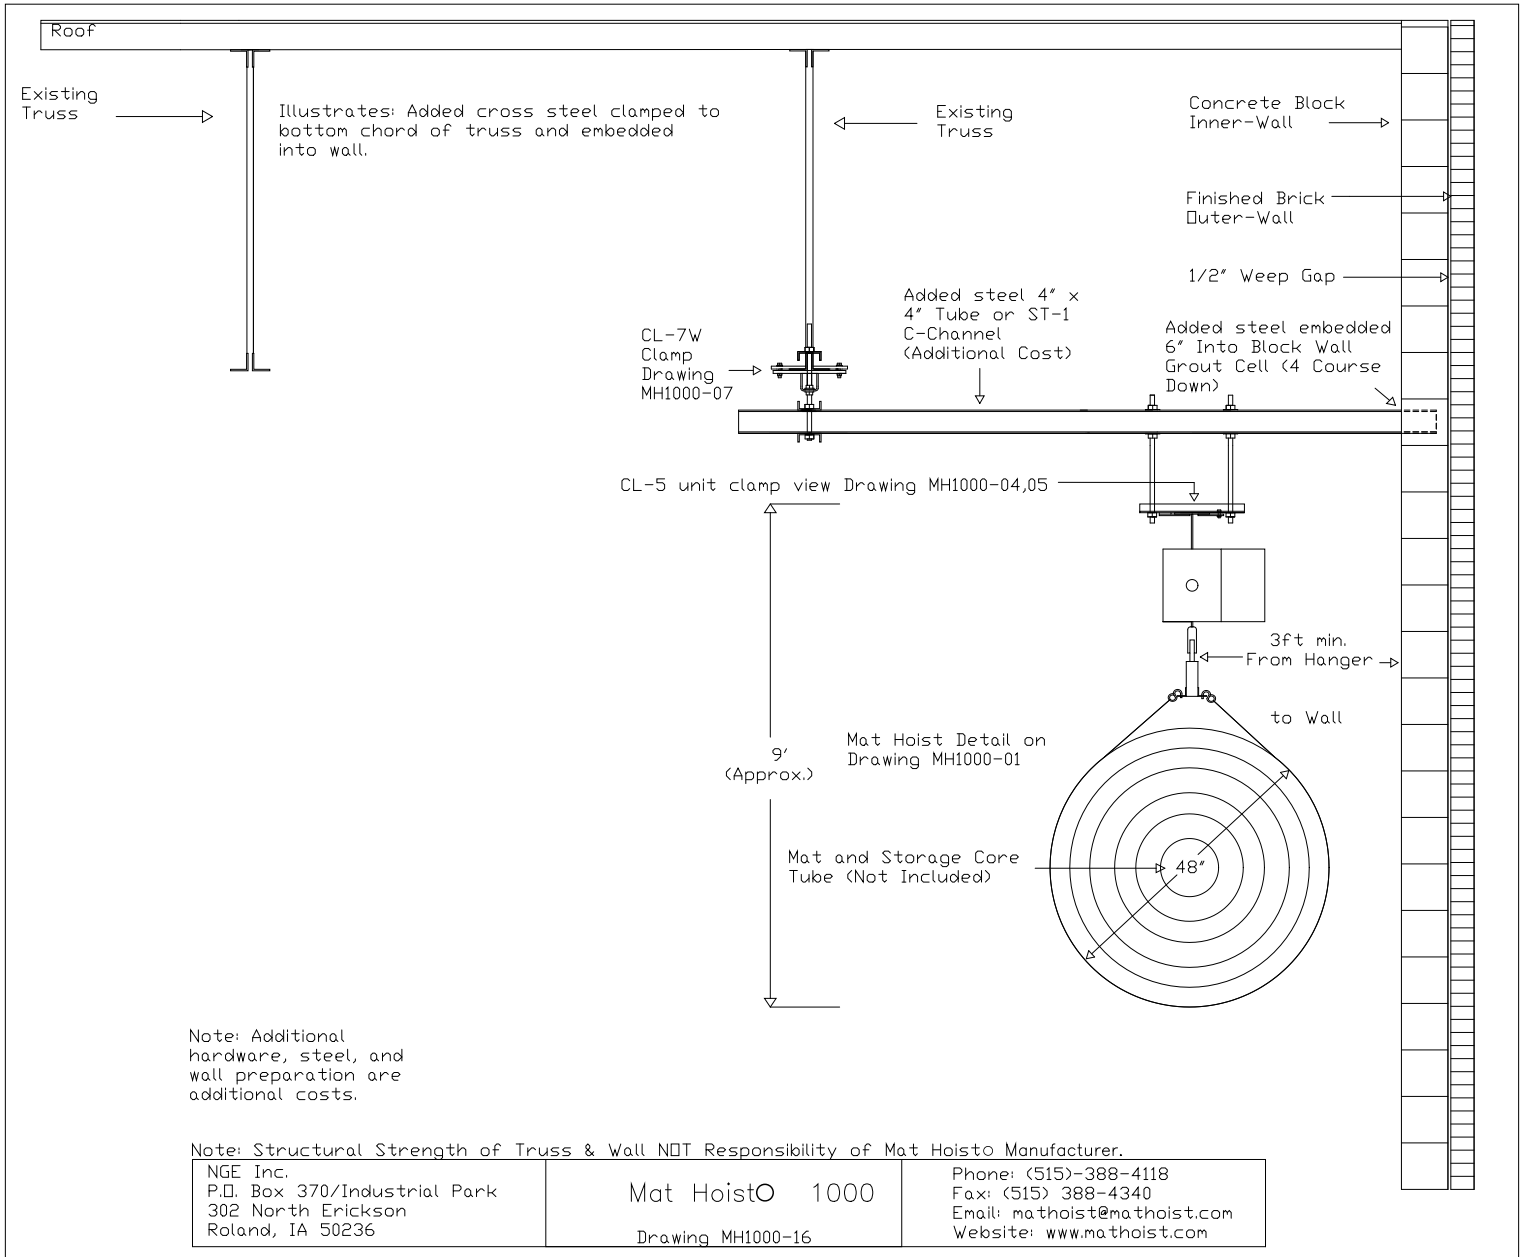 Roof
Existing
Truss
Illustrates: Added cross steel clamped to
bottom chord of truss and embedded
into wall.
Existing
Truss
Concrete Block
Inner-Wall
Finished Brick
Outer-Wall
1/2" Weep Gap
Added steel 4" x
4" Tube or ST-1
C-Channel
(Additional Cost)
Added steel embedded
6" Into Block Wall
Grout Cell (4 Course
Down)
CL-7W
Clamp
Drawing
MH1000-07
CL-5 unit clamp view Drawing MH1000-04,05
3ft min.
From Hanger
to Wall
9'
(Approx.)
Mat Hoist Detail on
Drawing MH1000-01
Mat and Storage Core
Tube (Not Included)
48"
Note: Additional
hardware, steel, and
wall preparation are
additional costs.
Note: Structural Strength of Truss & Wall NOT Responsibility of Mat HoistO Manufacturer.
NGE Inc.
P.O. Box 370/Industrial Park
302 North Erickson
Roland, IA 50236
Mat HoistO 1000
Drawing MH1000-16
Phone: (515)-388-4118
Fax: (515) 388-4340
Email: mathoist@mathoist.com
Website: www.mathoist.com